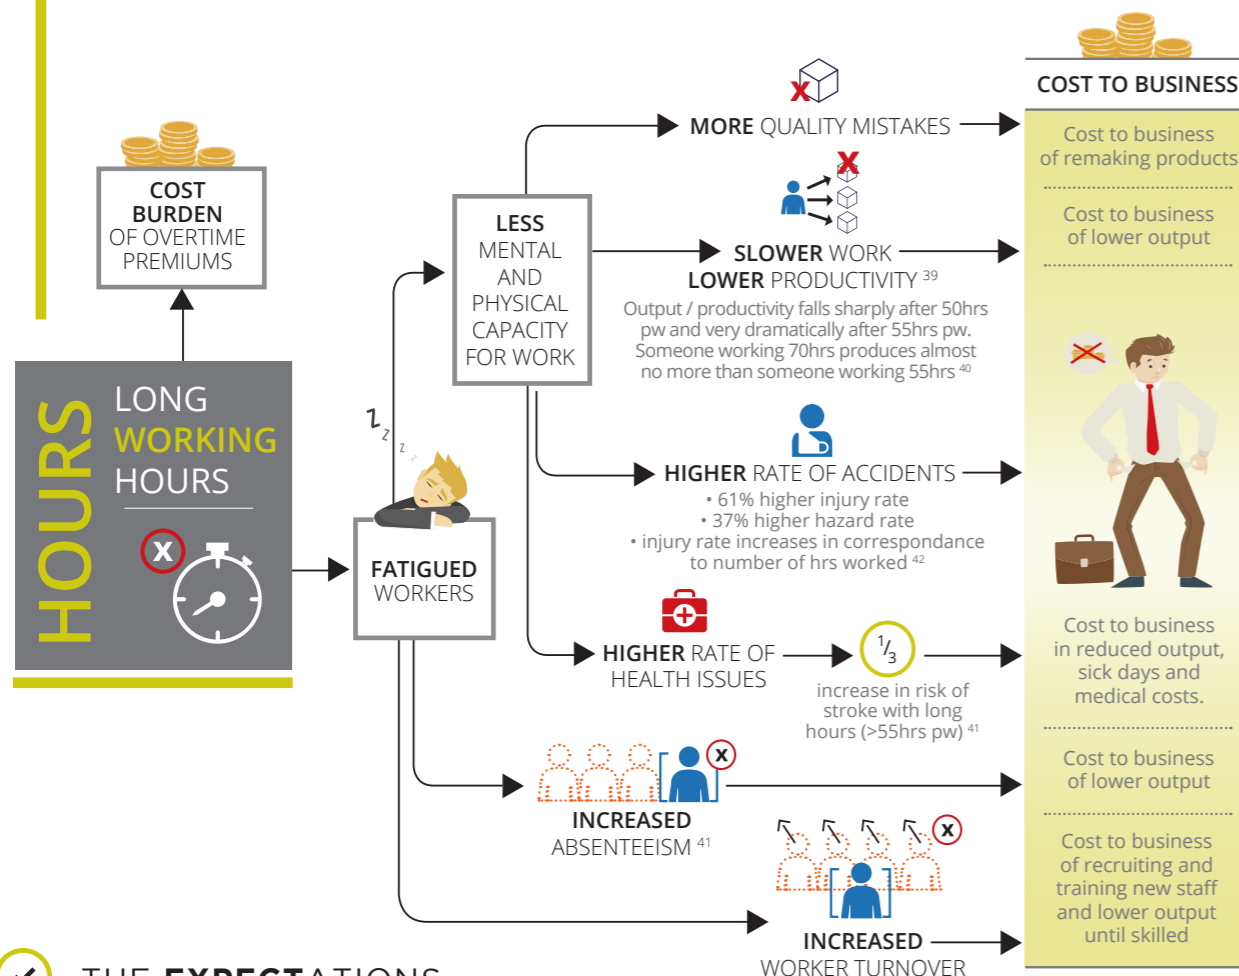 COST
BURDEN
OF OVERTIME
PREMIUMS
HOURS
LONG
WORKING
HOURS
X
z
z
z
z
FATIGUED
WORKERS
LESS
MENTAL
AND
PHYSICAL
CAPACITY
FOR WORK
X
MORE QUALITY MISTAKES
X
SLOWER WORK
LOWER PRODUCTIVITY 39
Output / productivity falls sharply after 50hrs
pw and very dramatically after 55hrs pw.
Someone working 70hrs produces almost
no more than someone working 55hrs 40
HIGHER RATE OF ACCIDENTS
• 61% higher injury rate
• 37% higher hazard rate
• injury rate increases in correspondance
to number of hrs worked 42
HIGHER RATE OF
HEALTH ISSUES
1/3
increase in risk of
stroke with long
hours (>55hrs pw) 41
X
INCREASED
ABSENTEEISM 41
X
INCREASED
WORKER TURNOVER
COST TO BUSINESS
Cost to business
of remaking products
Cost to business
of lower output
Cost to business
in reduced output,
sick days and
medical costs.
Cost to business
of lower output
Cost to business
of recruiting and
training new staff
and lower output
until skilled
THE EXPECTATIONS